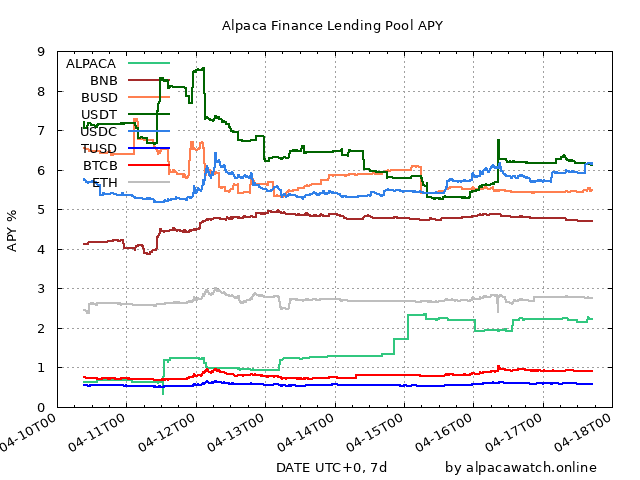 Alpaca Finance Lending Pool APY
9
8
7
6
5
4
3
2
1
0
APY %
ALPACA
BNB
BUSD
USDT
USDC
TUSD
BTCB
ETH
04-10T00
04-11T00
04-12T00
04-13T00
04-14T00
04-15T00
04-16T00
04-17T00
04-18T00
DATE UTC+0, 7d
by alpacawatch.online